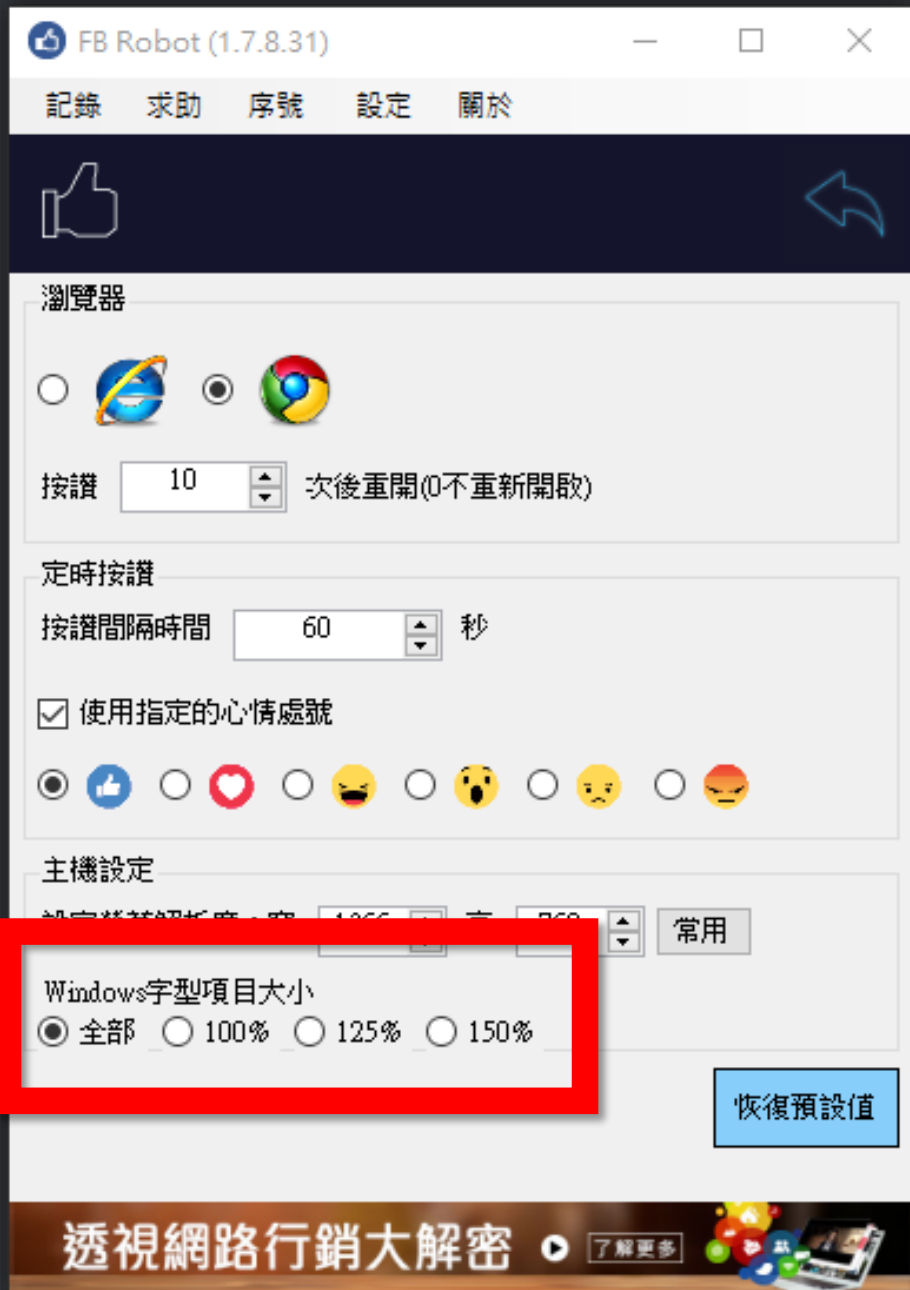 FB Robot (1.7.8.31)
記錄 求助 序號 設定 關於
瀏覽器
按讚 10 次後重開(0不重新開啟)
定時按讚
按讚間隔時間 60 秒
使用指定的心情處號
主機設定
常用
Windows字型項目大小
全部 100% 125% 150%
恢復預設值
透視網路行銷大解密 了解更多